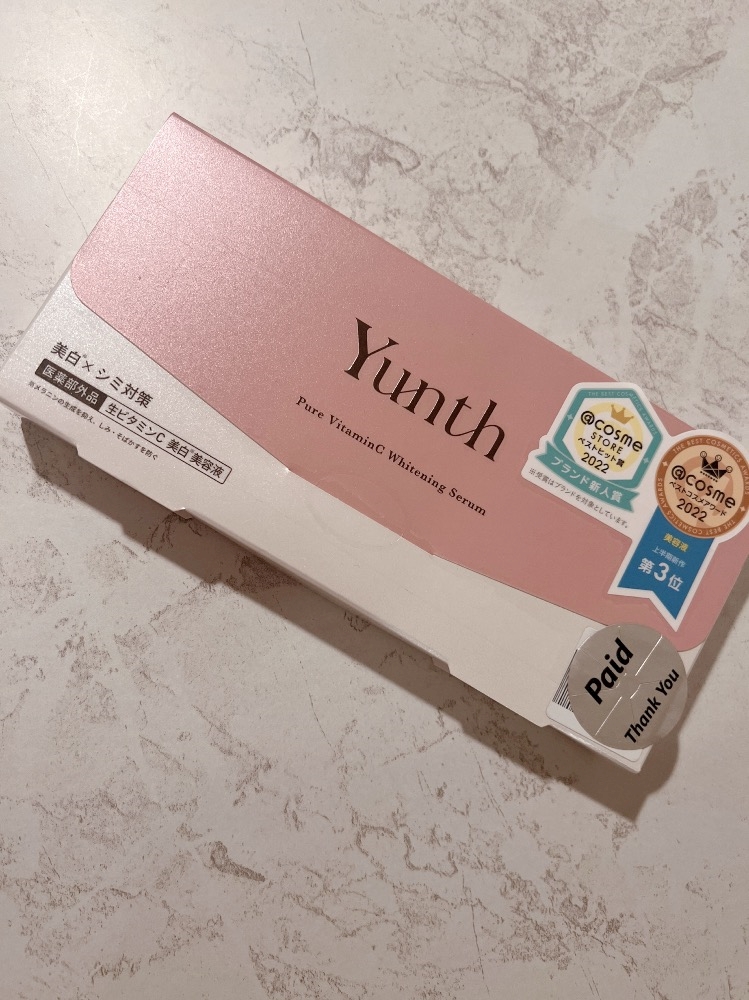 Yunth
Pure VitaminC Whitening Serum
美白※×シミ対策
医薬部外品 生ビタミンC 美白※美容液
※メラニンの生成を抑え、しみ・そばかすを防ぐ
@cosme
STORE
ベストヒット賞
2022
ブランド新人賞
※当賞はブランドを対象としています。
THE BEST COSMETICS AWARDS
@cosme
ベストコスメアワード
2022
THE BEST COSMETICS AWARDS
美容液
上半期新作
第3位
Paid
Thank You